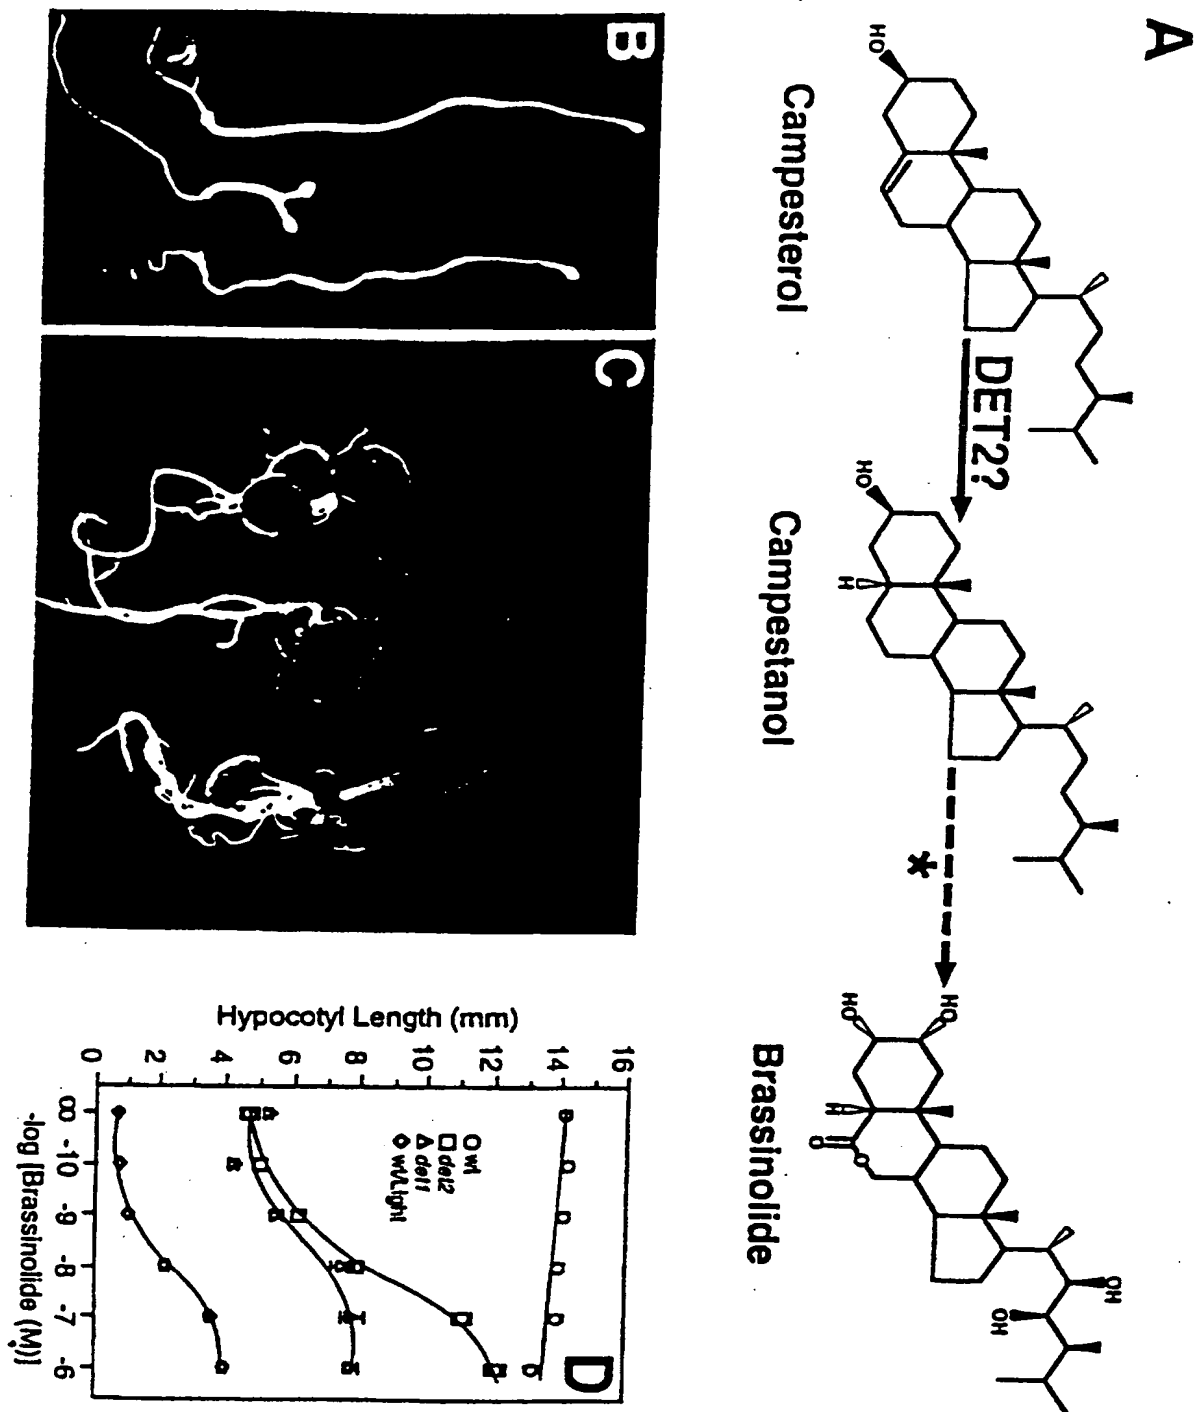 A
HO
Campesterol
DET2?
HO
H
Campestanol
*
HO
HO
H
O
O
OH
OH
Brassinolide
B
C
D
Hypocotyl Length (mm)
16
14
12
10
8
6
4
2
0
wt
det2
det1
wt/Light
∞ -10 -9 -8 -7 -6
-log [Brassinolide (M)]